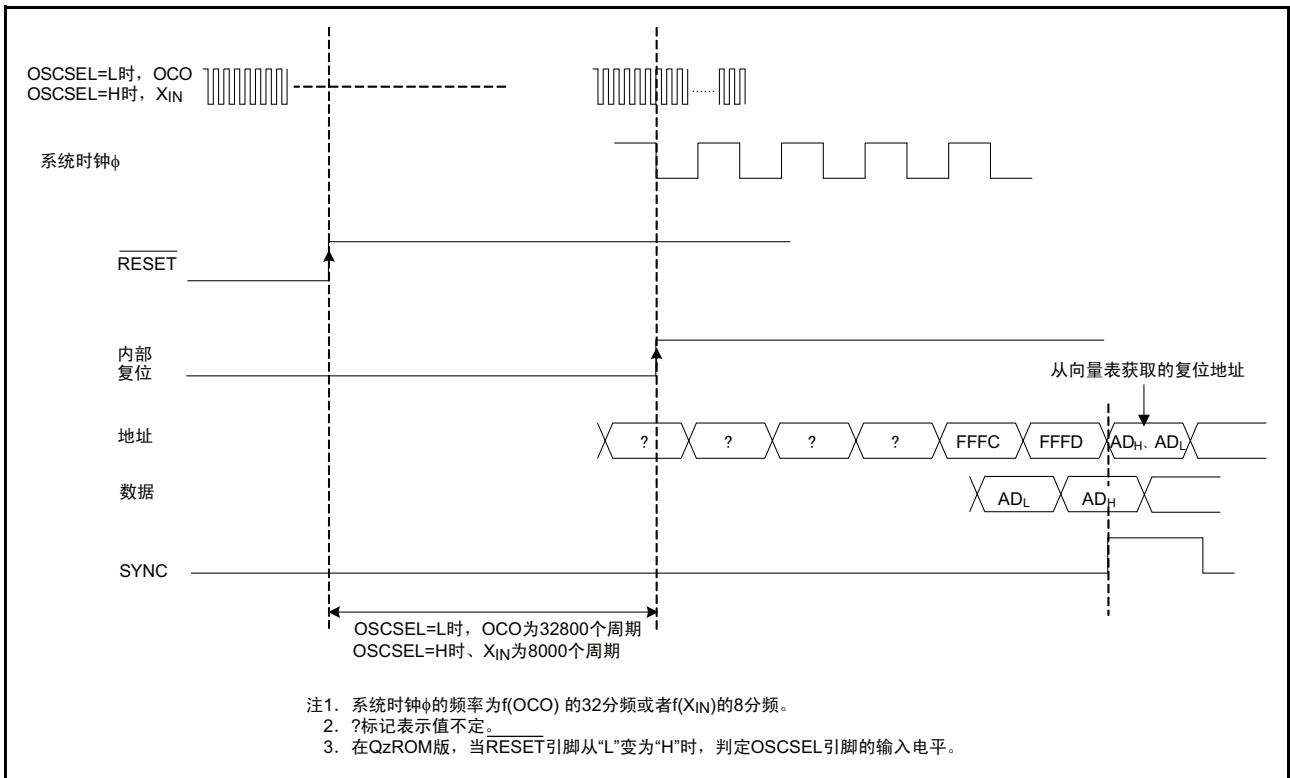 OSCSEL=L时，OCO
OSCSEL=H时，XIN
......
系统时钟ϕ
RESET
内部
复位
从向量表获取的复位地址
地址
? ? ? ? FFFC FFFD ADH、ADL
数据
ADL ADH
SYNC
OSCSEL=L时，OCO为32800个周期
OSCSEL=H时、XIN为8000个周期
注1. 系统时钟ϕ的频率为f(OCO) 的32分频或者f(XIN)的8分频。
2. ?标记表示值不定。
3. 在QzROM版，当RESET引脚从“L”变为“H”时，判定OSCSEL引脚的输入电平。